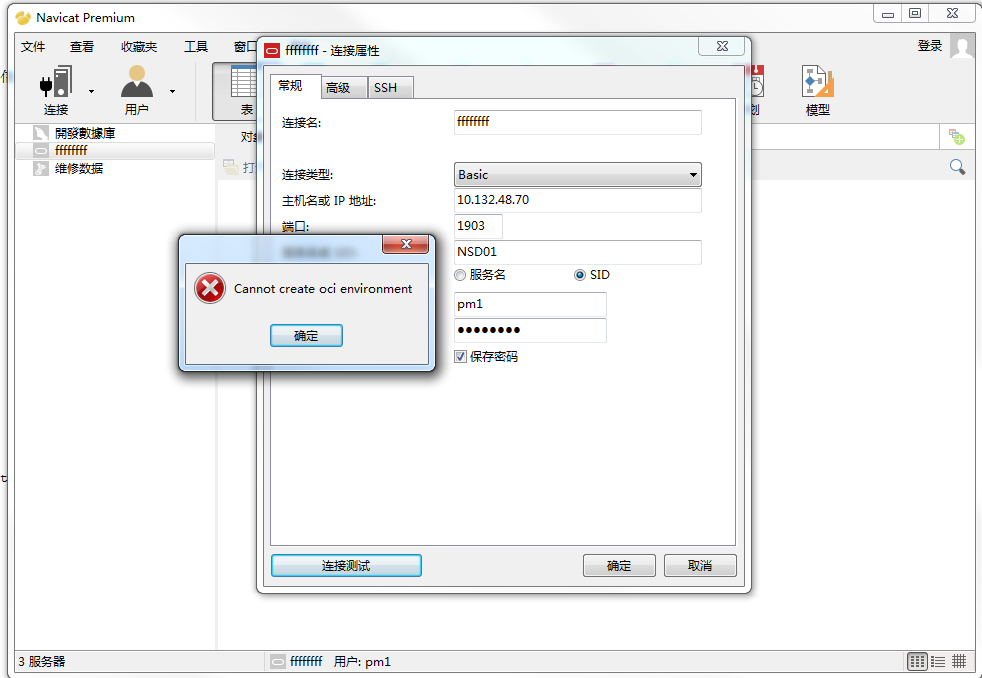 Navicat Premium
文件 查看 收藏夹 工具 窗口
登录
连接 用户 表 划 模型
開發數據庫
ffffffff
维修数据
ffffffff - 连接属性
常规 高级 SSH
连接名: ffffffff
连接类型: Basic
主机名或 IP 地址: 10.132.48.70
端口: 1903
NSD01
服务名 SID
pm1
●●●●●●●●
保存密码
Cannot create oci environment
确定
连接测试 确定 取消
3 服务器 ffffffff 用户: pm1